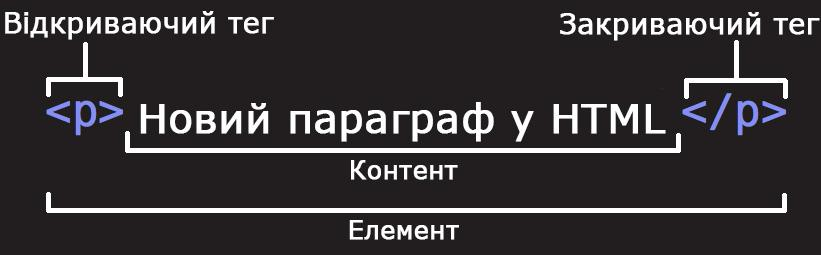 Відкриваючий тег
Закриваючий тег
<p> Новий параграф у HTML </p>
Контент
Елемент